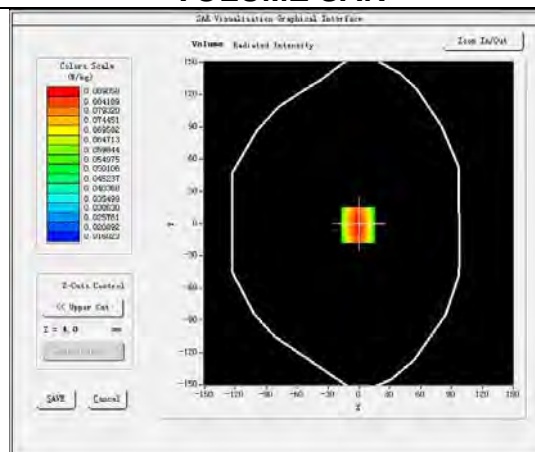 VOLUME SAR
SAR Visualisation Graphical Interface
Volume Radiated Intensity
Zoom In/Out
Colors Scale
(W/kg)
0.089058
0.084189
0.079320
0.074451
0.069582
0.064713
0.059844
0.054975
0.050106
0.045237
0.040368
0.035499
0.030630
0.025761
0.020892
0.016023
150
120
90
60
30
0
-30
-60
-90
-120
-150
Y
-150 -120 -90 -60 -30 0 30 60 90 120 150
X
Z-Cuts Control
<< Upper Cut
Z = 4.0 mm
SAVE
Cancel